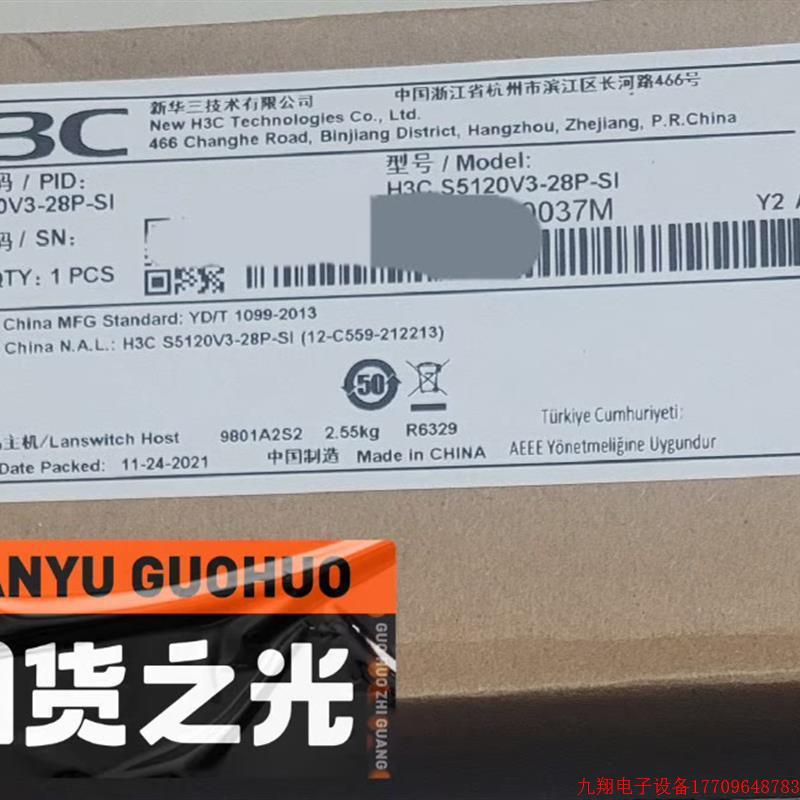 3C
新华三技术有限公司
中国浙江省杭州市滨江区长河路466号
New H3C Technologies Co., Ltd.
466 Changhe Road, Binjiang District, Hangzhou, Zhejiang, P.R.China
码 / PID:
型号 / Model:
0V3-28P-SI
H3C S5120V3-28P-SI
0037M
Y2 A
码 / SN:
QTY: 1 PCS
China MFG Standard: YD/T 1099-2013
China N.A.L.: H3C S5120V3-28P-SI (12-C559-212213)
50
主机/Lanswitch Host 9801A2S2 2.55kg R6329
Türkiye Cumhuriyeti:
Date Packed: 11-24-2021 中国制造 Made in CHINA
AEEE Yönetmeliğine Uygundur
ANYU GUOHUO
货之光
GUOHUO ZHI GUANG
九翔电子设备17709648783